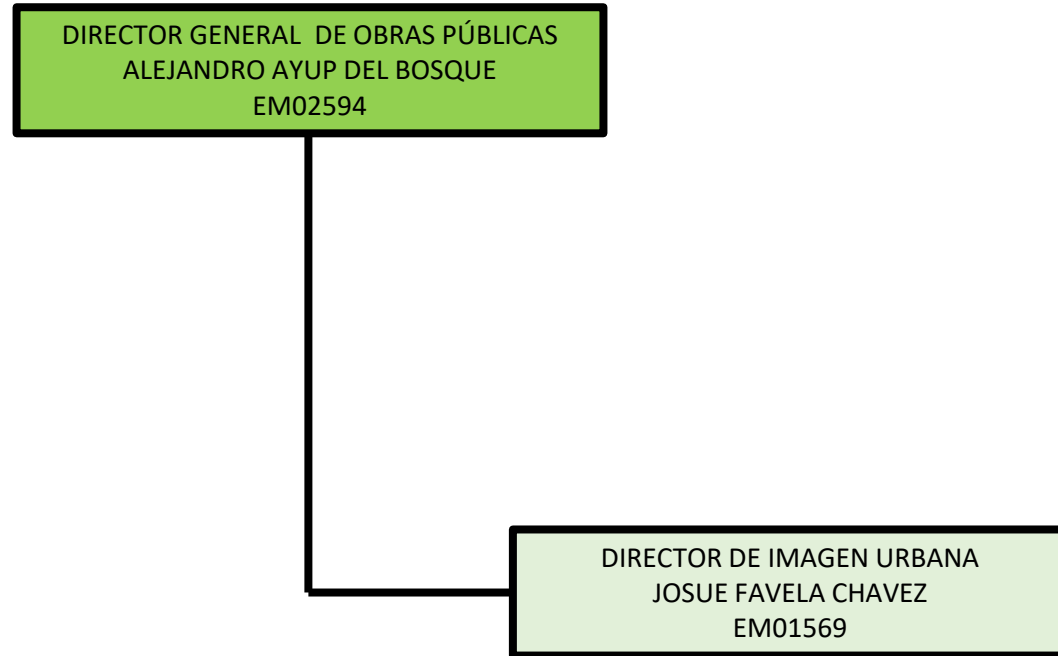 DIRECTOR GENERAL  DE OBRAS PÚBLICAS
ALEJANDRO AYUP DEL BOSQUE
EM02594
DIRECTOR DE IMAGEN URBANA
JOSUE FAVELA CHAVEZ
EM01569